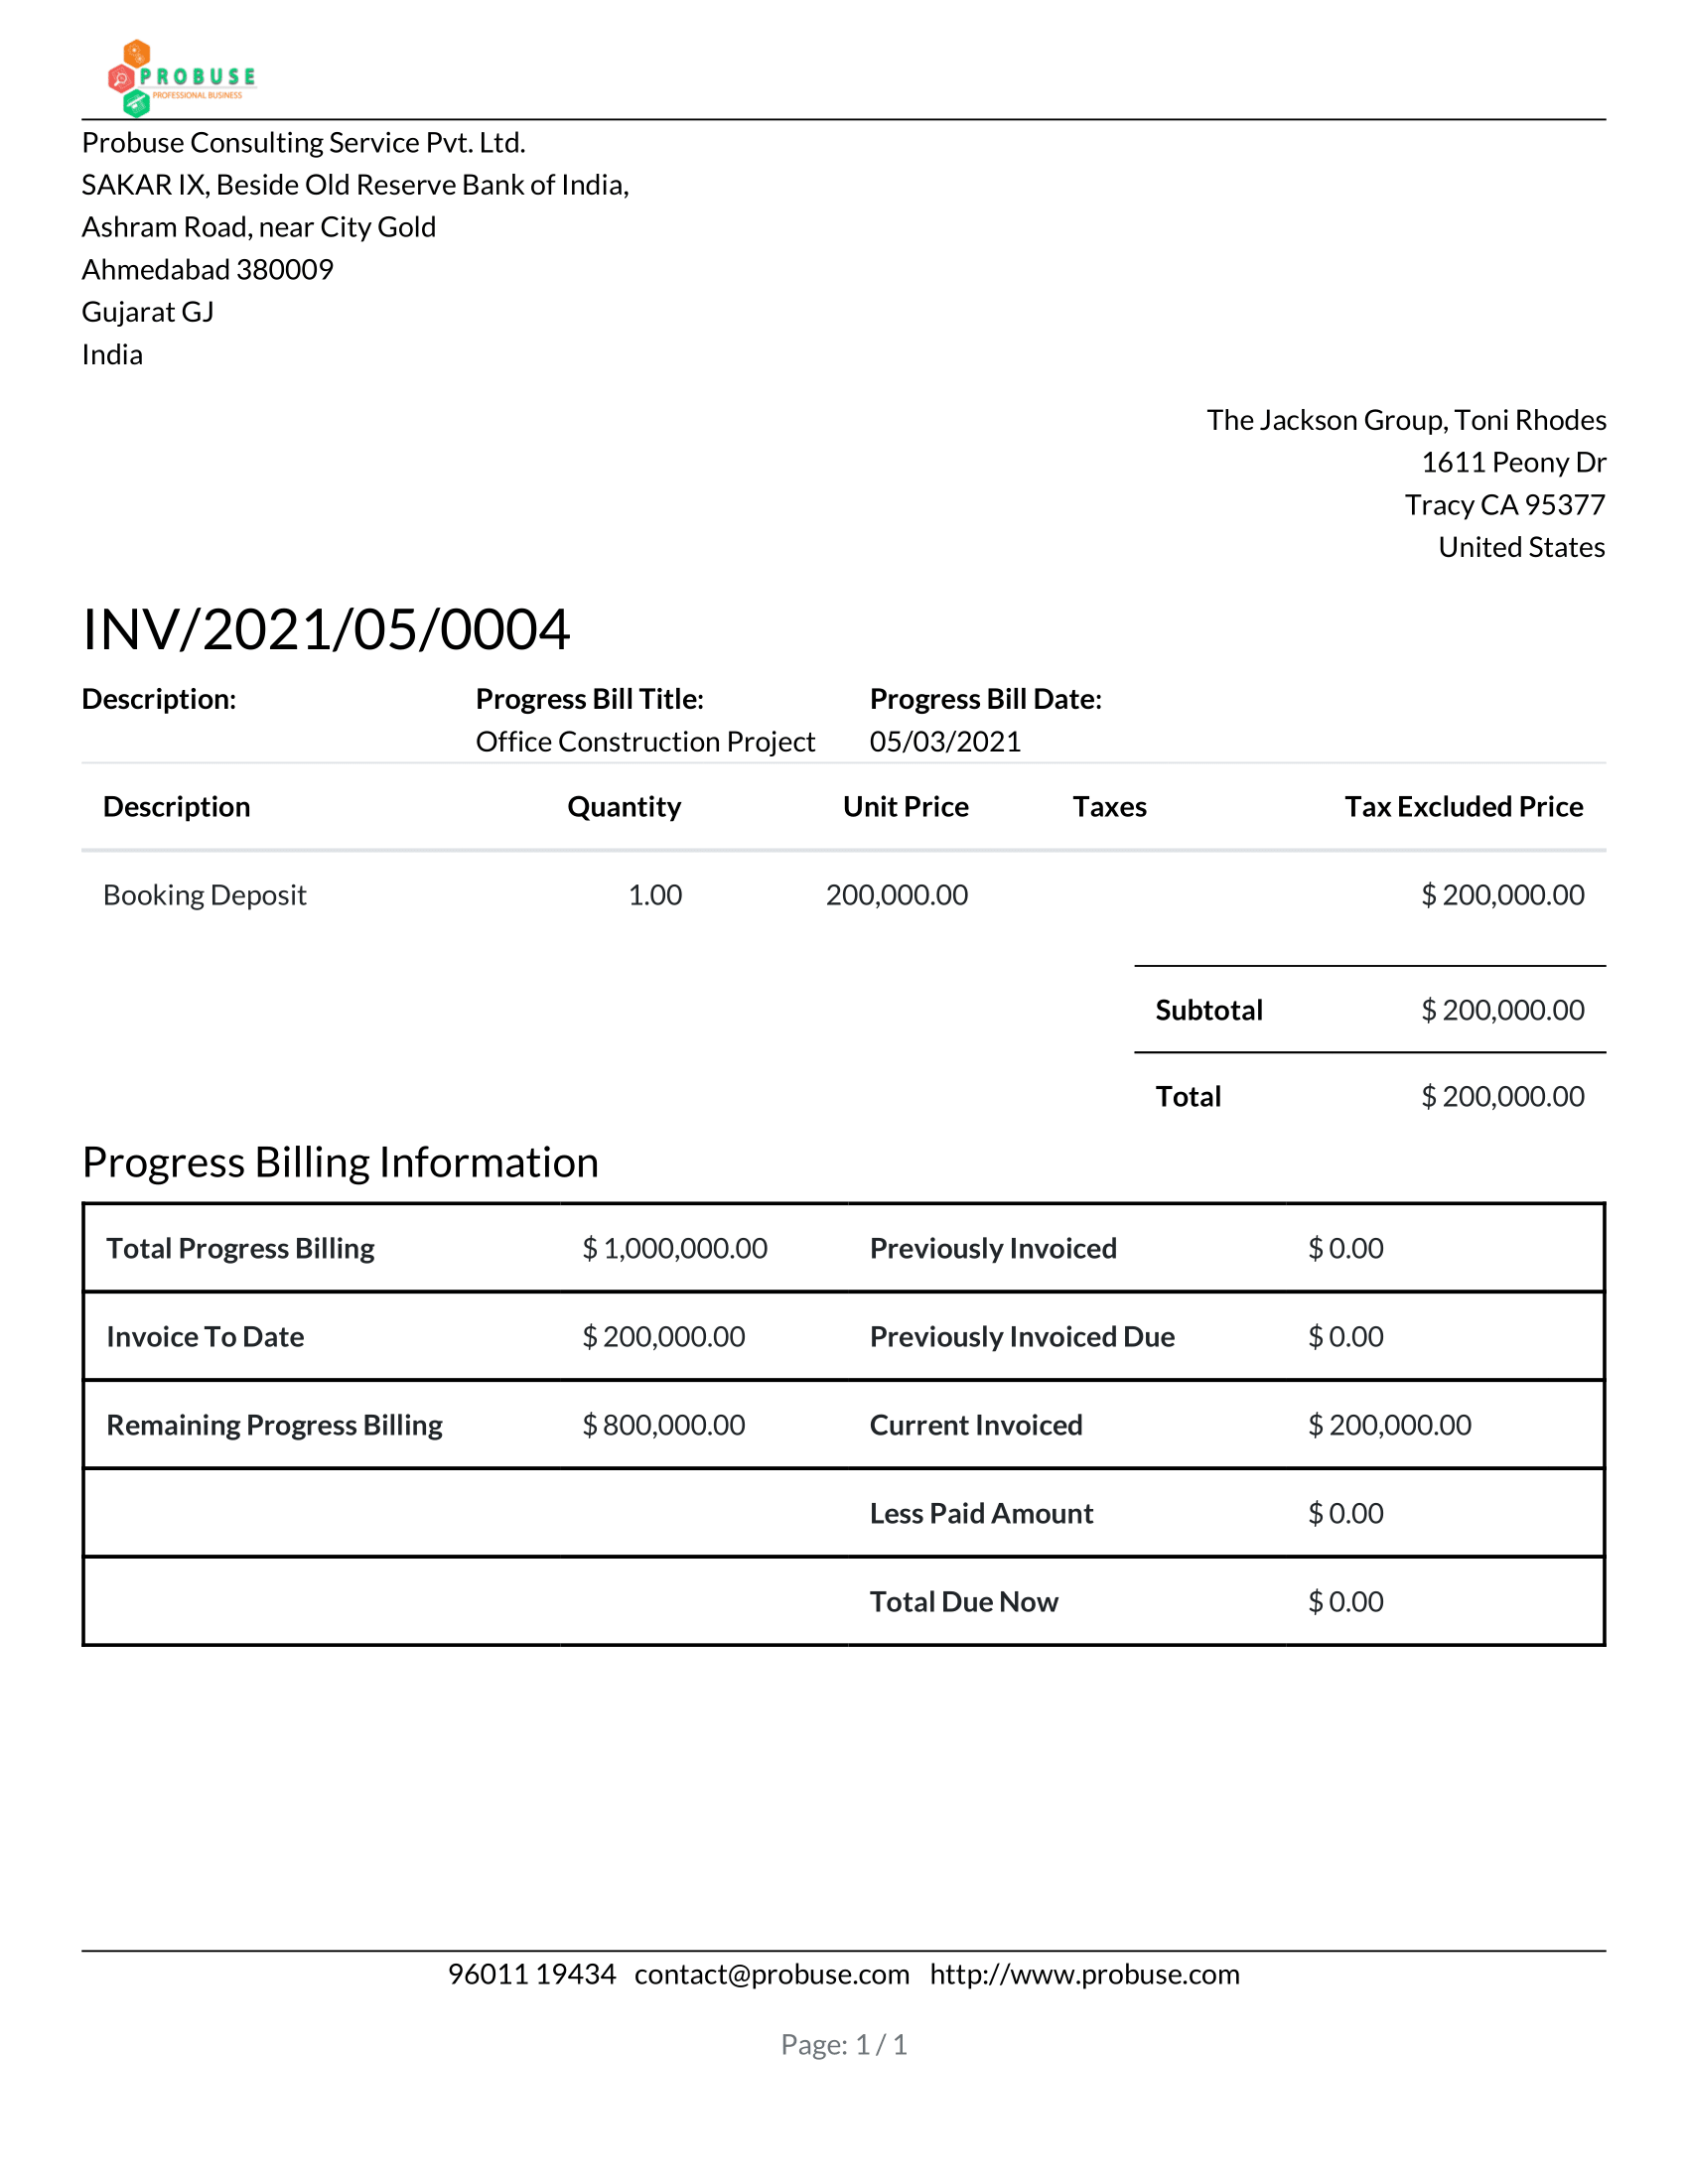 PROBUSE
PROFESSIONAL BUSINESS
Probuse Consulting Service Pvt. Ltd.
SAKAR IX, Beside Old Reserve Bank of India,
Ashram Road, near City Gold
Ahmedabad 380009
Gujarat GJ
India
The Jackson Group, Toni Rhodes
1611 Peony Dr
Tracy CA 95377
United States
INV/2021/05/0004
Description: Progress Bill Title: Progress Bill Date:
Office Construction Project 05/03/2021
Description Quantity Unit Price Taxes Tax Excluded Price
Booking Deposit 1.00 200,000.00 $ 200,000.00
Subtotal $ 200,000.00
Total $ 200,000.00
Progress Billing Information
Total Progress Billing $ 1,000,000.00 Previously Invoiced $ 0.00
Invoice To Date $ 200,000.00 Previously Invoiced Due $ 0.00
Remaining Progress Billing $ 800,000.00 Current Invoiced $ 200,000.00
Less Paid Amount $ 0.00
Total Due Now $ 0.00
96011 19434 contact@probuse.com http://www.probuse.com
Page: 1 / 1